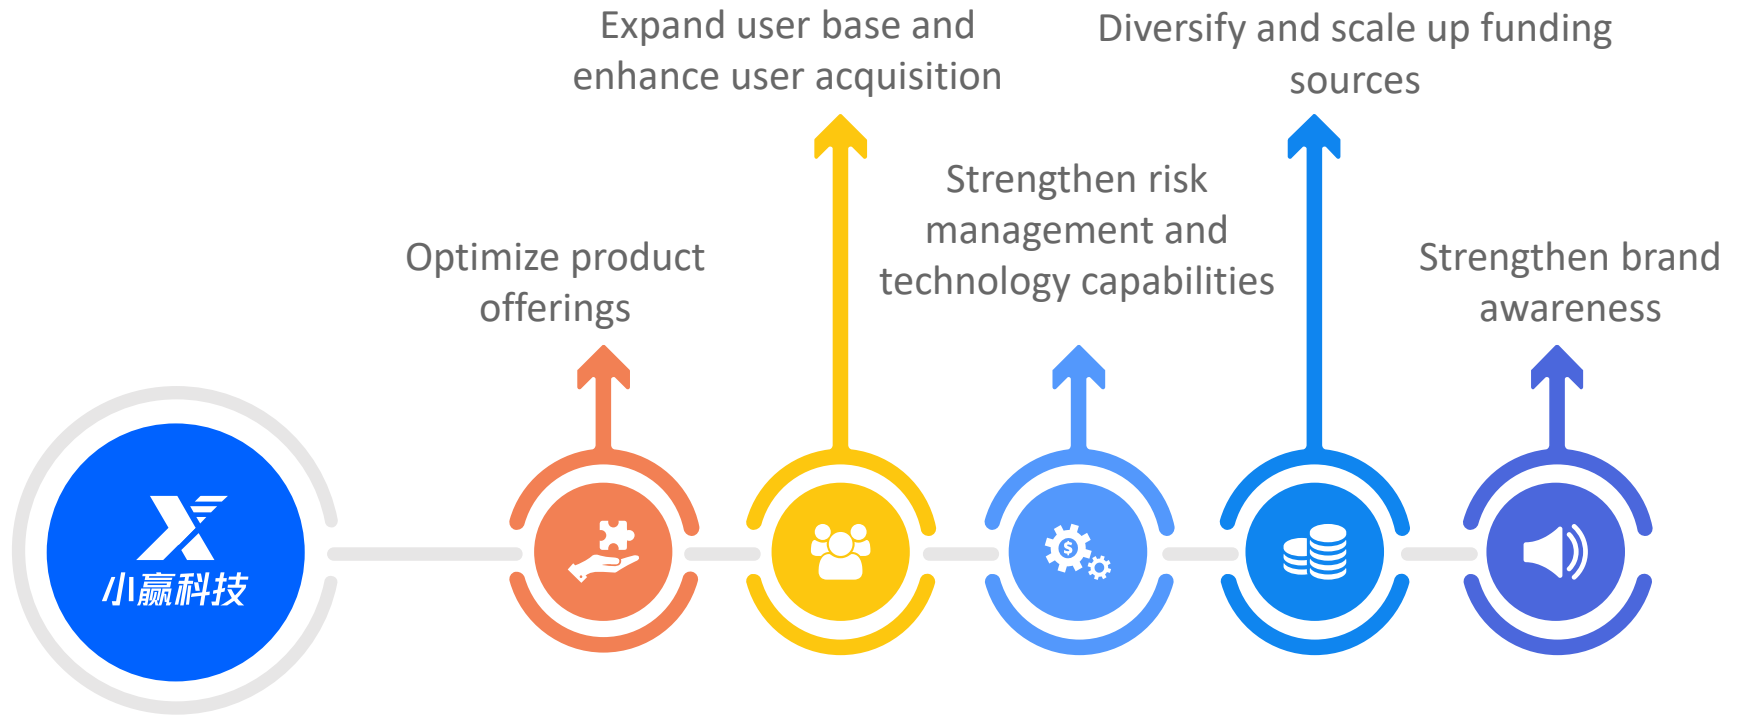 Expand user base and
enhance user acquisition
Diversify and scale up funding
sources
Strengthen risk
management and
technology capabilities
Optimize product
offerings
Strengthen brand
awareness
X
小赢科技
$